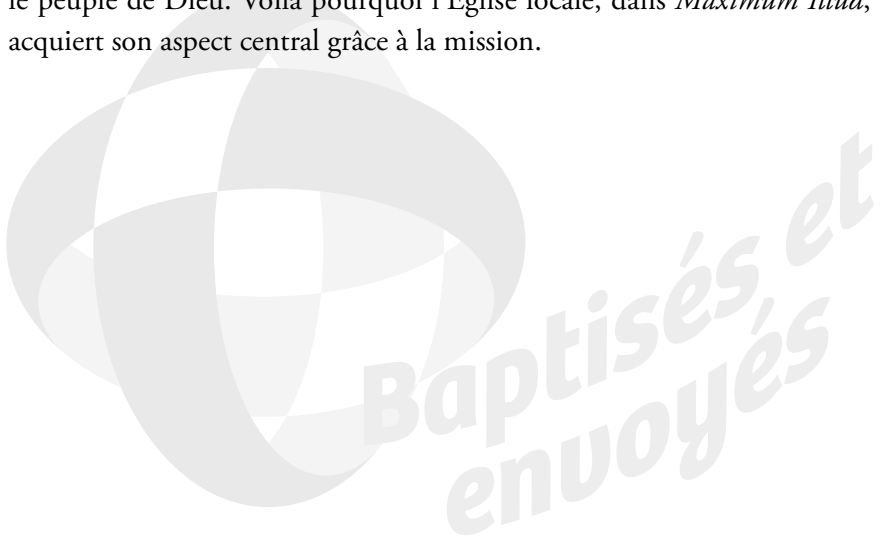 le peuple de Dieu. Voilà pourquoi l'Église locale, dans Maximum Illud,
acquiert son aspect central grâce à la mission.
Baptisés et
envoyés